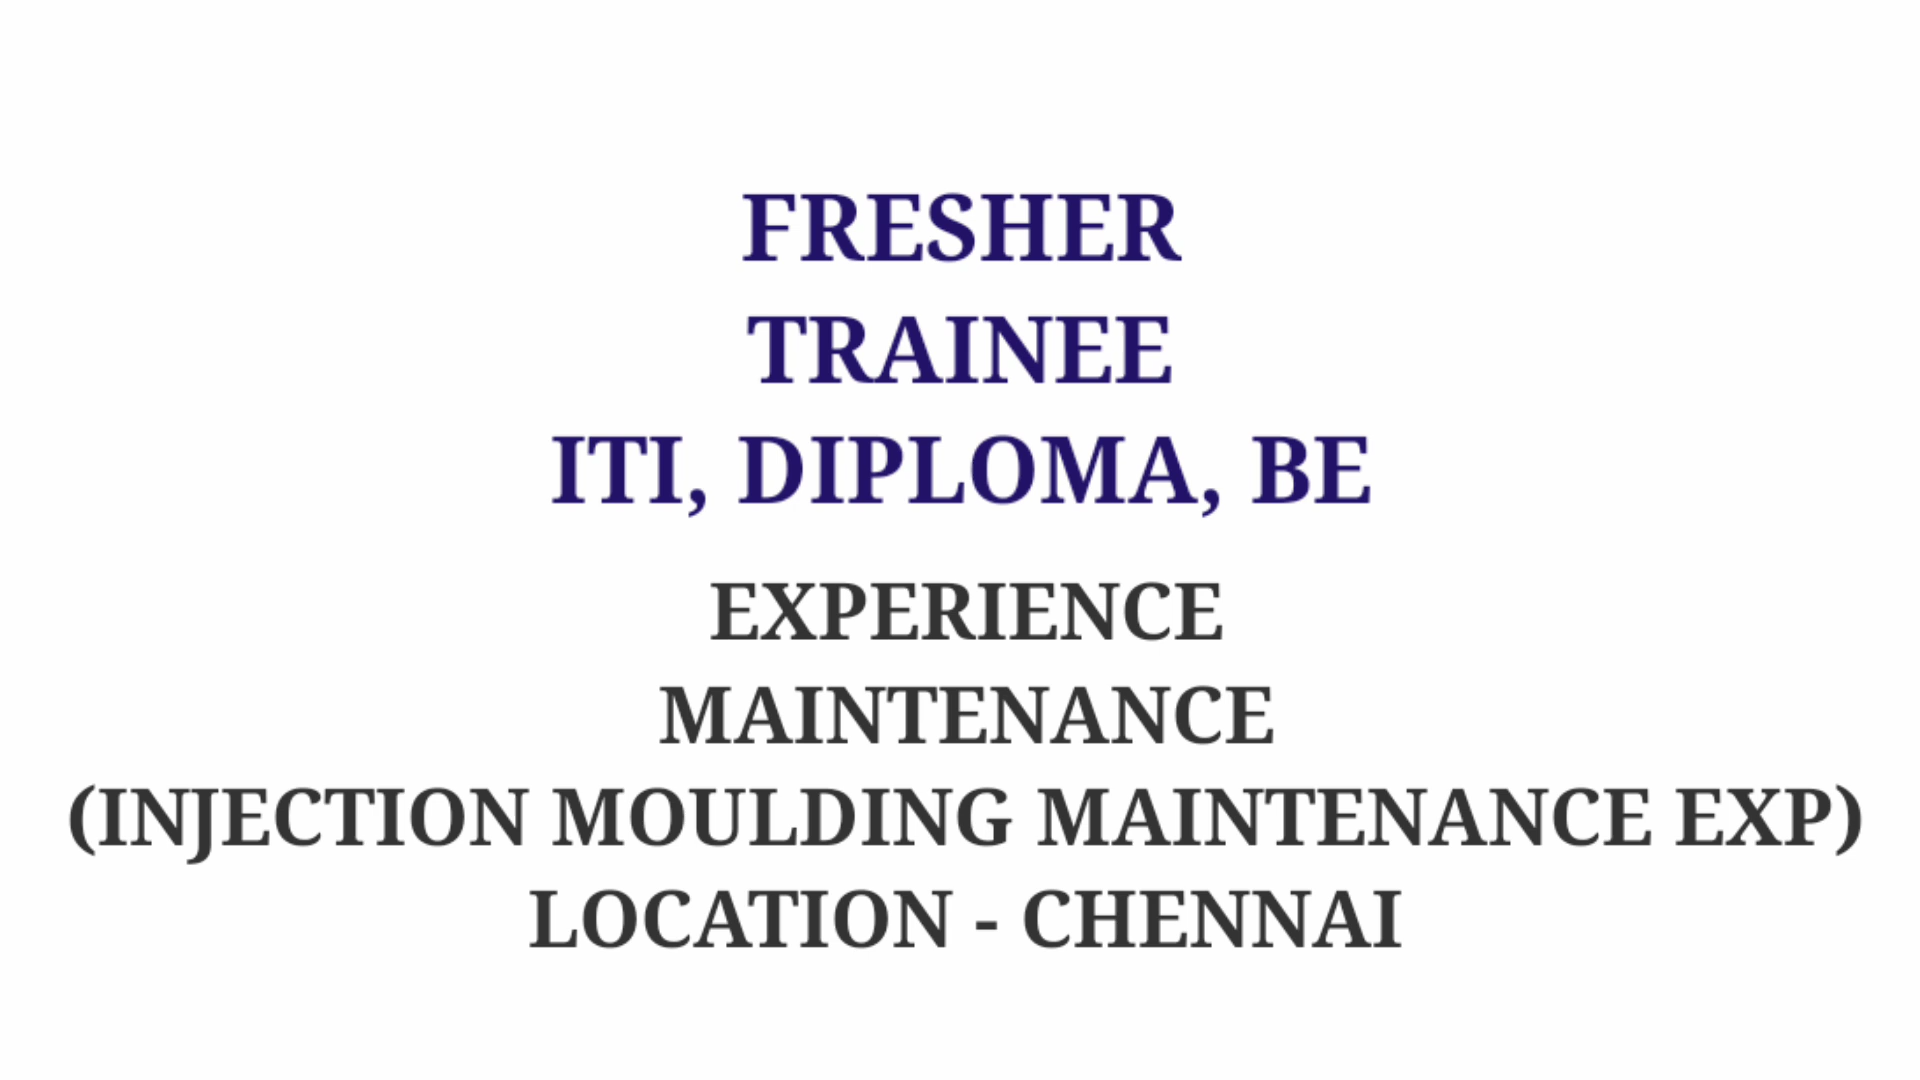 FRESHER
TRAINEE
ITI, DIPLOMA, BE
EXPERIENCE
MAINTENANCE
(INJECTION MOULDING MAINTENANCE EXP)
LOCATION - CHENNAI